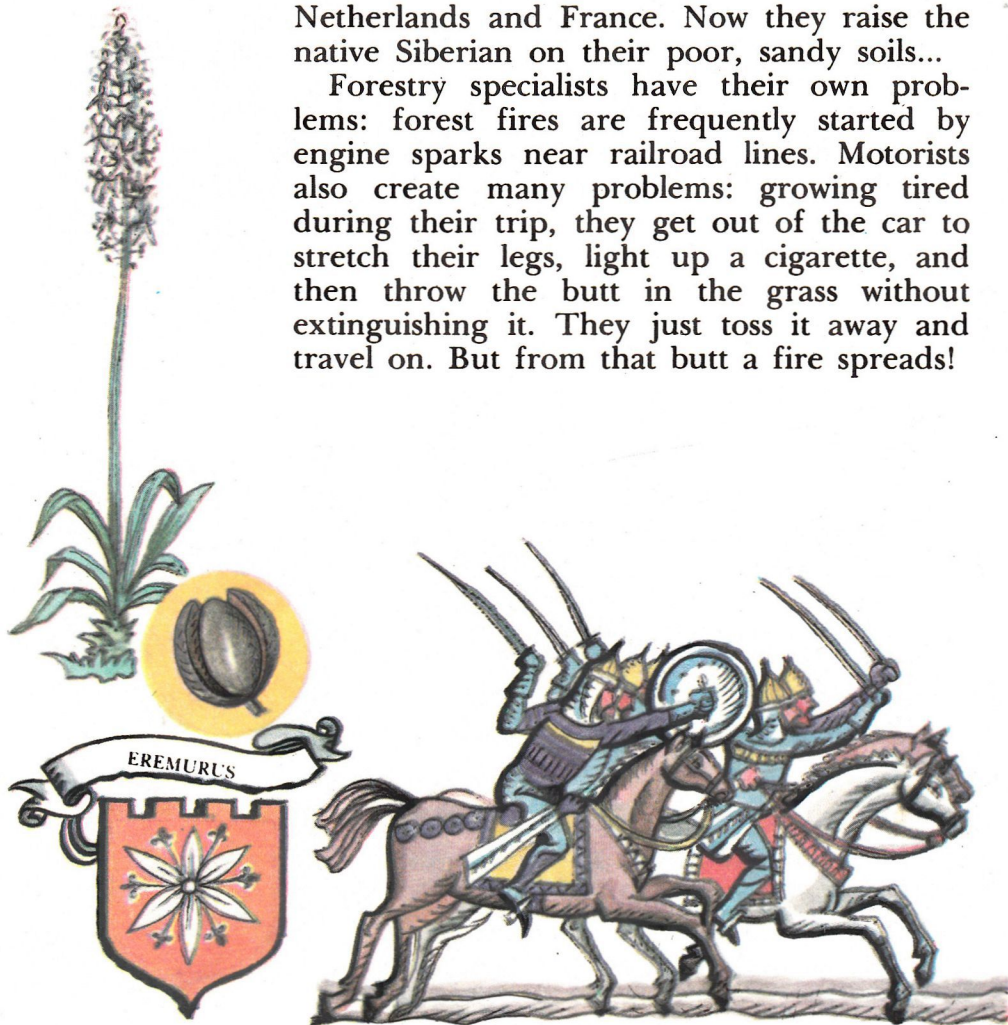 Netherlands and France. Now they raise the
native Siberian on their poor, sandy soils...
Forestry specialists have their own prob-
lems: forest fires are frequently started by
engine sparks near railroad lines. Motorists
also create many problems: growing tired
during their trip, they get out of the car to
stretch their legs, light up a cigarette, and
then throw the butt in the grass without
extinguishing it. They just toss it away and
travel on. But from that butt a fire spreads!
EREMURUS